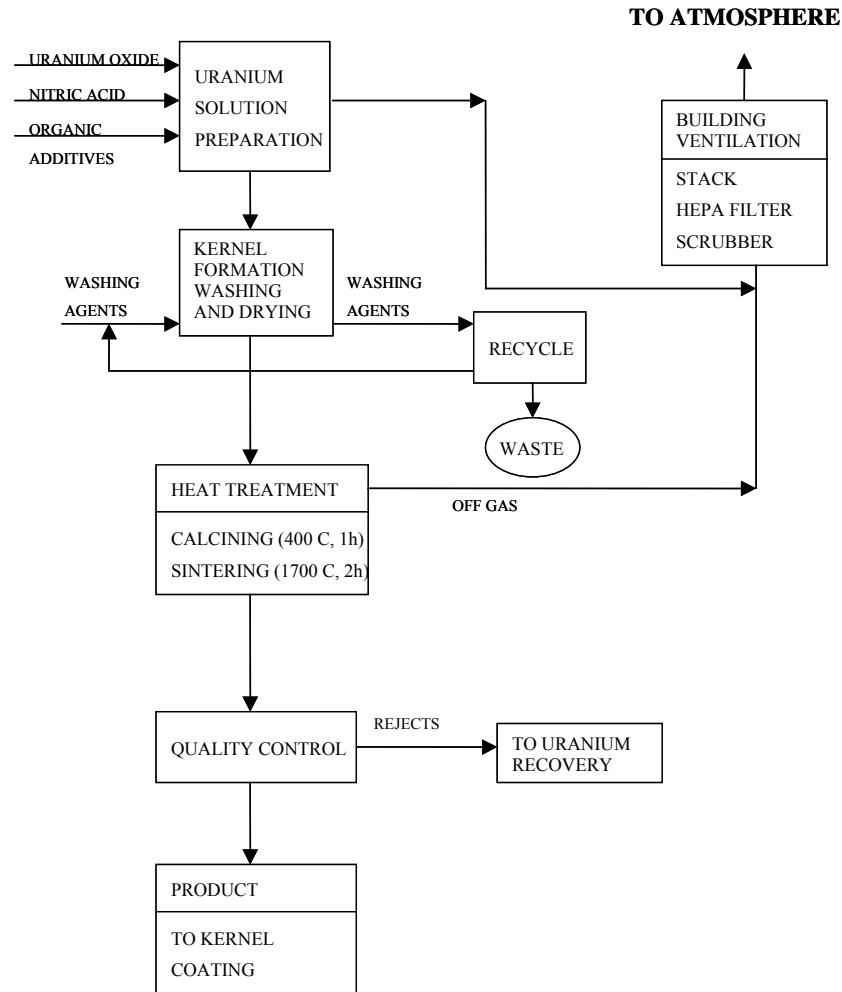 TO ATMOSPHERE
URANIUM OXIDE
NITRIC ACID
ORGANIC
ADDITIVES
URANIUM
SOLUTION
PREPARATION
BUILDING
VENTILATION
STACK
HEPA FILTER
SCRUBBER
KERNEL
FORMATION
WASHING
AND DRYING
WASHING
AGENTS
WASHING
AGENTS
RECYCLE
WASTE
HEAT TREATMENT
CALCINING (400 C, 1h)
SINTERING (1700 C, 2h)
OFF GAS
QUALITY CONTROL
REJECTS
TO URANIUM
RECOVERY
PRODUCT
TO KERNEL
COATING